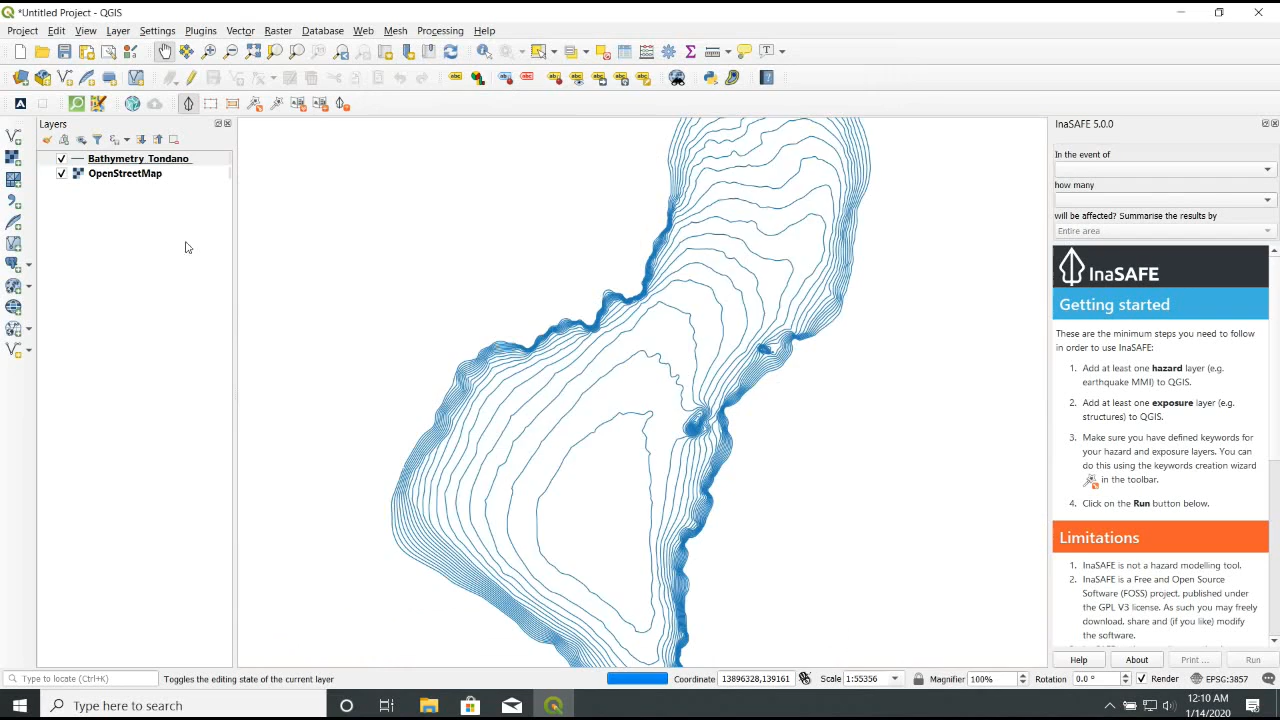 *Untitled Project - QGIS
Project Edit View Layer Settings Plugins Vector Raster Database Web Mesh Processing Help
Layers
Bathymetry_Tondano
OpenStreetMap
InaSAFE 5.0.0
In the event of
how many
will be affected? Summarise the results by
Entire area
InaSAFE
Getting started
These are the minimum steps you need to follow
in order to use InaSAFE:
1. Add at least one hazard layer (e.g.
earthquake MMI) to QGIS.
2. Add at least one exposure layer (e.g.
structures) to QGIS.
3. Make sure you have defined keywords for
your hazard and exposure layers. You can
do this using the keywords creation wizard
in the toolbar.
4. Click on the Run button below.
Limitations
1. InaSAFE is not a hazard modelling tool.
2. InaSAFE is a Free and Open Source
Software (FOSS) project, published under
the GPL V3 license. As such you may freely
download, share and (if you like) modify
the software.
Help About Print ... Run
Type to locate (Ctrl+K) Toggles the editing state of the current layer Coordinate 13896328,139161 Scale 1:55356 Magnifier 100% Rotation 0.0 ° Render EPSG:3857
Type here to search 12:10 AM
1/14/2020